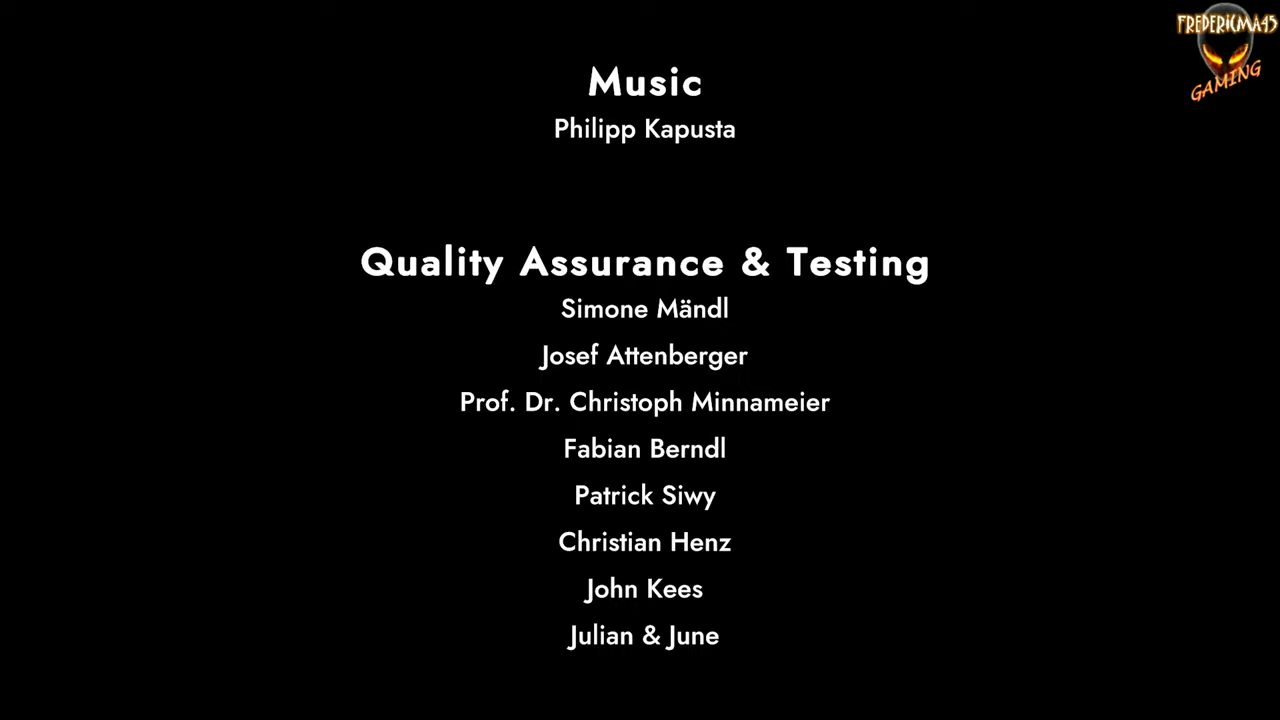 FREDERICMA45
GAMING
Music
Philipp Kapusta
Quality Assurance & Testing
Simone Mändl
Josef Attenberger
Prof. Dr. Christoph Minnameier
Fabian Berndl
Patrick Siwy
Christian Henz
John Kees
Julian & June